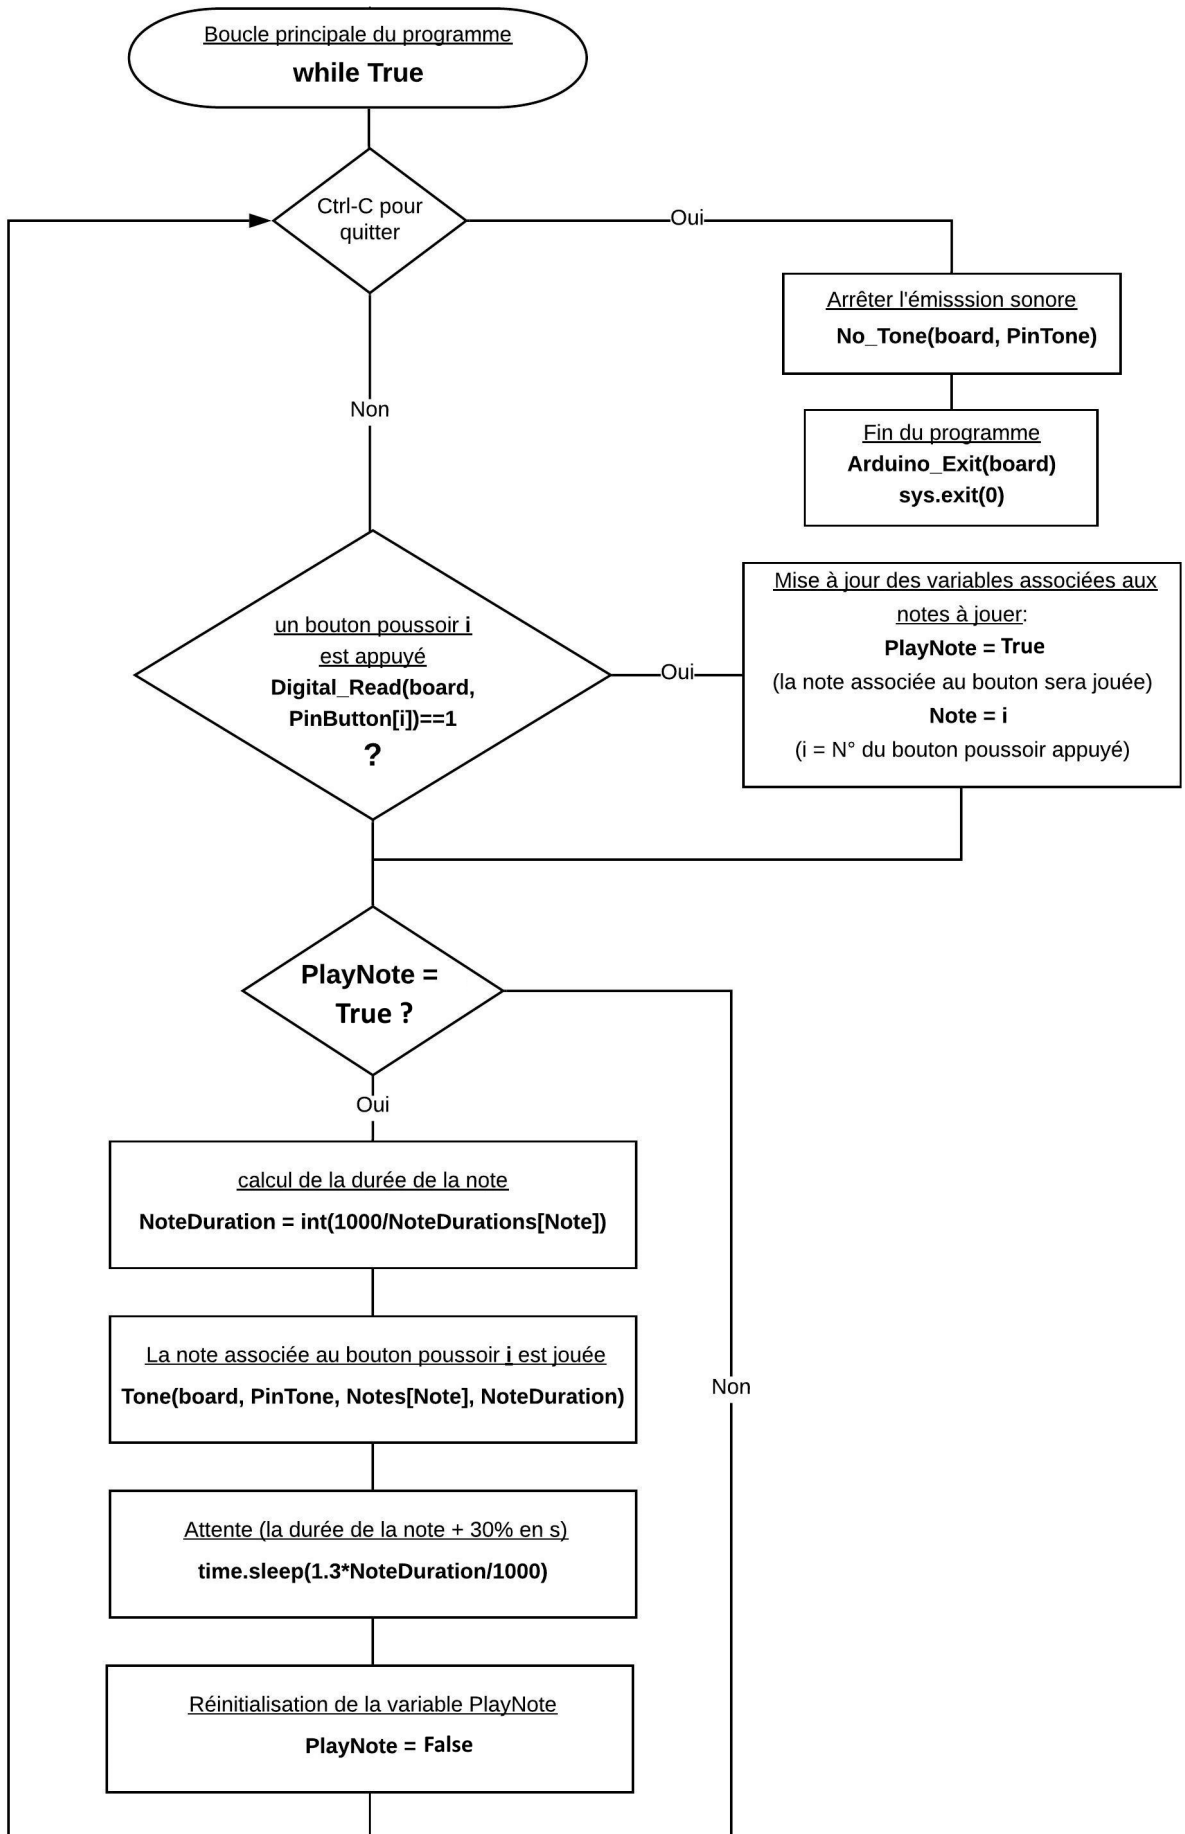 Boucle principale du programme
while True
Ctrl-C pour
quitter
Oui
Arrêter l'émisssion sonore
No_Tone(board, PinTone)
Non
Fin du programme
Arduino_Exit(board)
sys.exit(0)
un bouton poussoir i
est appuyé
Digital_Read(board,
PinButton[i])==1
?
Oui
Mise à jour des variables associées aux
notes à jouer:
PlayNote = True
(la note associée au bouton sera jouée)
Note = i
(i = N° du bouton poussoir appuyé)
PlayNote =
True ?
Oui
calcul de la durée de la note
NoteDuration = int(1000/NoteDurations[Note])
La note associée au bouton poussoir i est jouée
Tone(board, PinTone, Notes[Note], NoteDuration)
Non
Attente (la durée de la note + 30% en s)
time.sleep(1.3*NoteDuration/1000)
Réinitialisation de la variable PlayNote
PlayNote = False